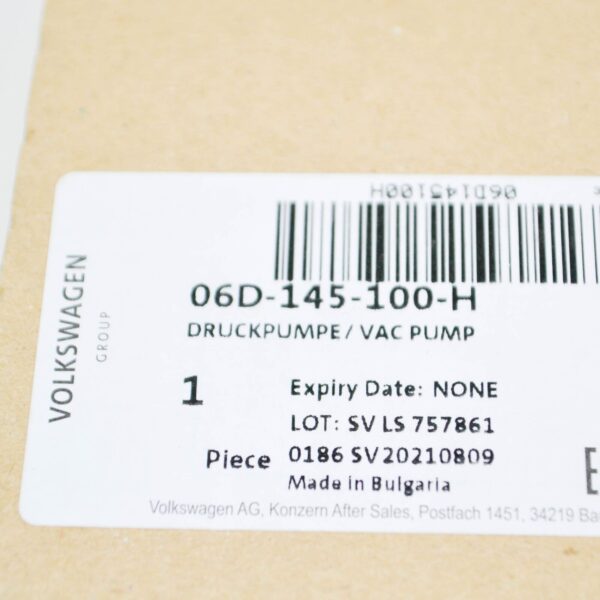 06D145100H
VOLKSWAGEN
GROUP
06D-145-100-H
DRUCKPUMPE/ VAC PUMP
1
Expiry Date: NONE
LOT: SV LS 757861
Piece 0186 SV20210809
Made in Bulgaria
Volkswagen AG, Konzern After Sales, Postfach 1451, 34219